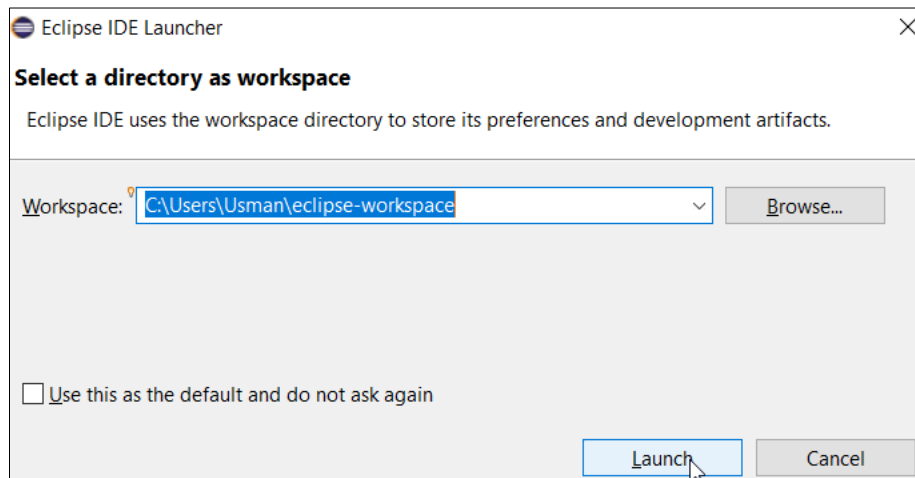 Eclipse IDE Launcher
Select a directory as workspace
Eclipse IDE uses the workspace directory to store its preferences and development artifacts.
Workspace: C:\Users\Usman\eclipse-workspace Browse...
Use this as the default and do not ask again
Launch Cancel